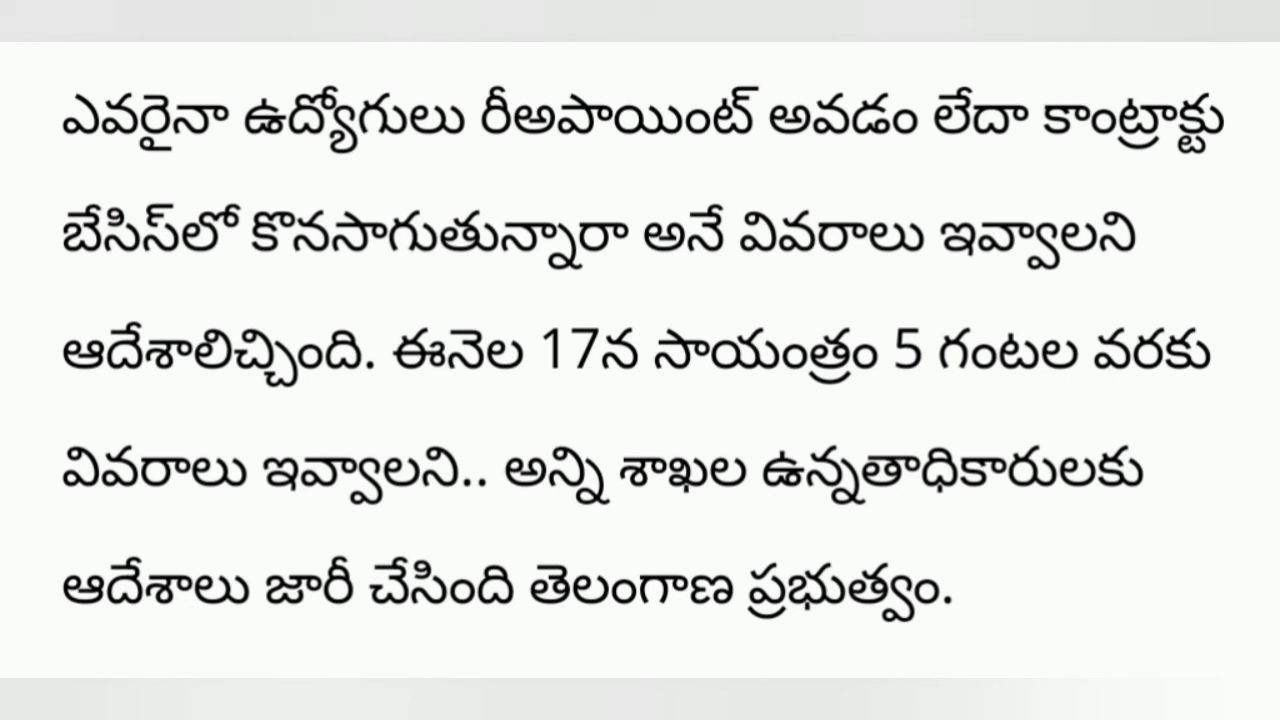 ఎవరైనా ఉద్యోగులు రీఅపాయింట్ అవడం లేదా కాంట్రాక్టు
బేసిస్‌లో కొనసాగుతున్నారా అనే వివరాలు ఇవ్వాలని
ఆదేశాలిచ్చింది. ఈనెల 17న సాయంత్రం 5 గంటల వరకు
వివరాలు ఇవ్వాలని.. అన్ని శాఖల ఉన్నతాధికారులకు
ఆదేశాలు జారీ చేసింది తెలంగాణ ప్రభుత్వం.